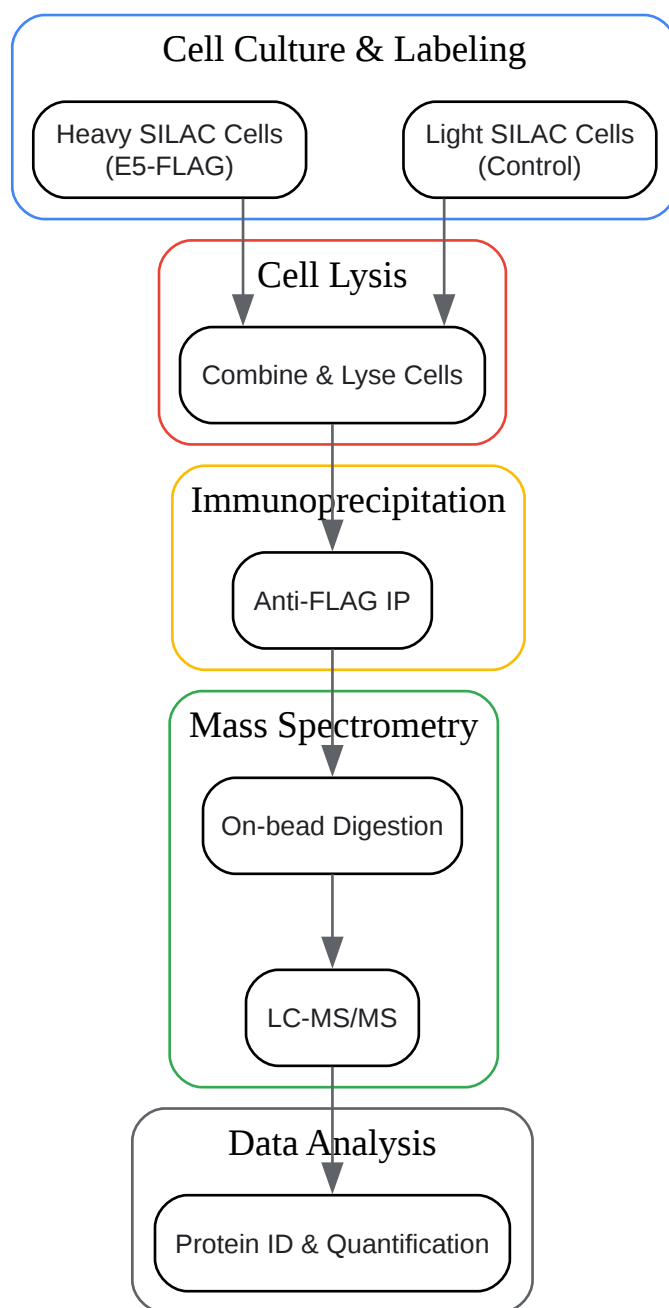 Cell Culture & Labeling
Heavy SILAC Cells
(E5-FLAG)
Light SILAC Cells
(Control)
Cell Lysis
Combine & Lyse Cells
Immunoprecipitation
Anti-FLAG IP
Mass Spectrometry
On-bead Digestion
LC-MS/MS
Data Analysis
Protein ID & Quantification